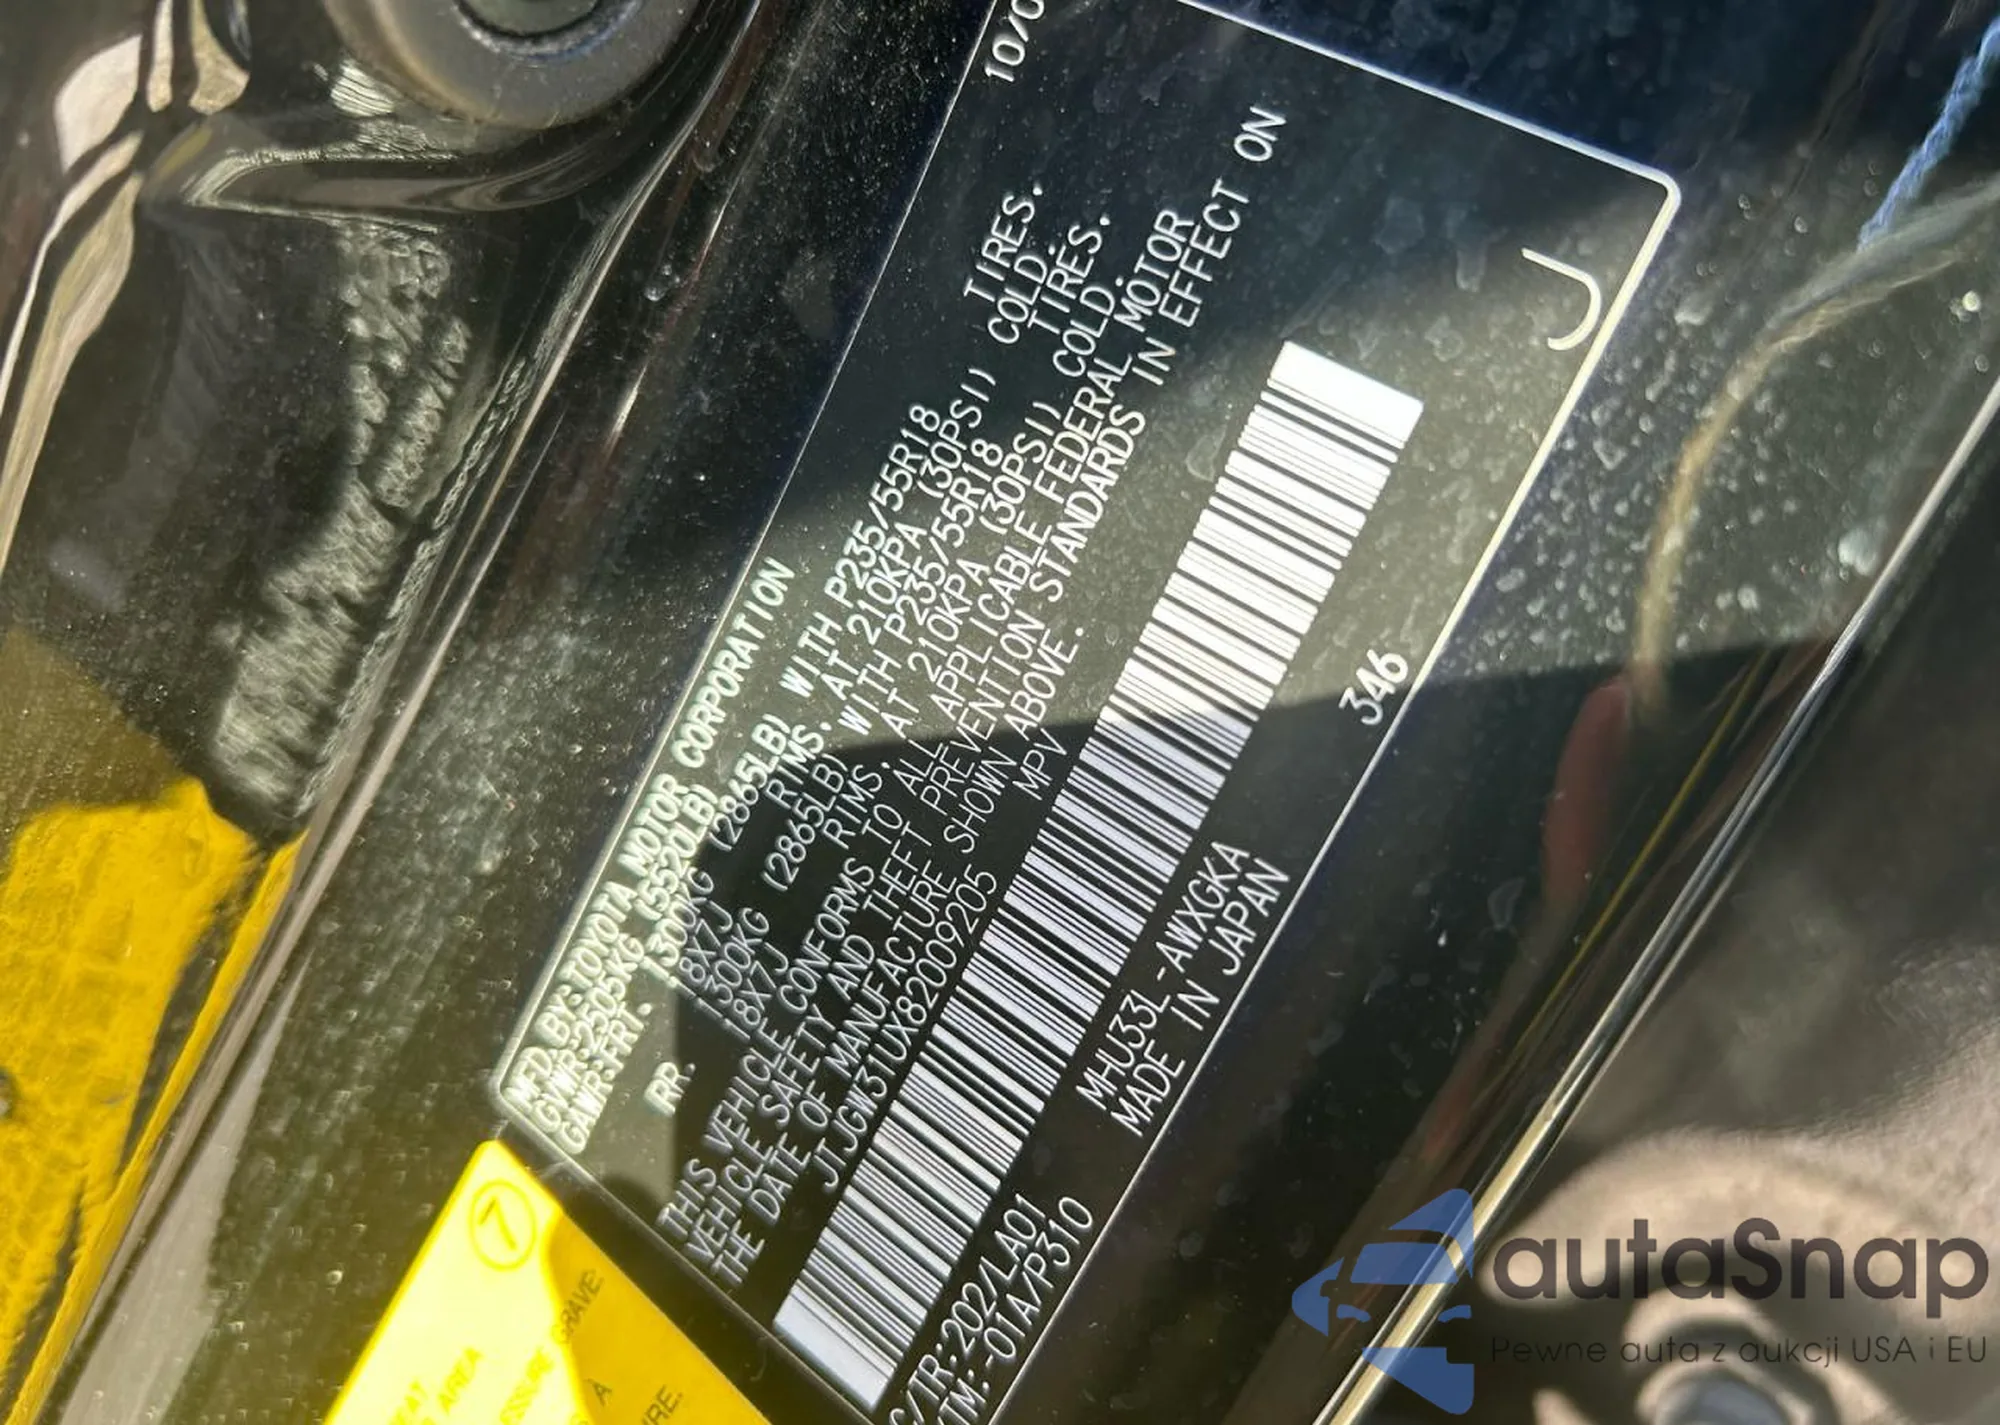 10/0
MFD. BY: TOYOTA MOTOR CORPORATION
GVWR: 2505KG (5520LB)
GAWR: FRT. 1300KG (2865LB) WITH P235/55R18 TIRES.
18X7J RIMS. AT 210KPA (30PSI) COLD.
RR. 1300KG (2865LB) WITH P235/55R18 TIRES.
18X7J RIMS. AT 210KPA (30PSI) COLD.
THIS VEHICLE CONFORMS TO ALL APPLICABLE FEDERAL MOTOR
VEHICLE SAFETY AND THEFT PREVENTION STANDARDS IN EFFECT ON
THE DATE OF MANUFACTURE SHOWN ABOVE.
JTJGW31UX82009205 MPV
346
MHU33L-AWXGKA
MADE IN JAPAN
C/TR:202/LA01
TM:-01A/P310
J
7
AREA
GRAVE
À
autaSnap
Pewne auta z aukcji USA i EU